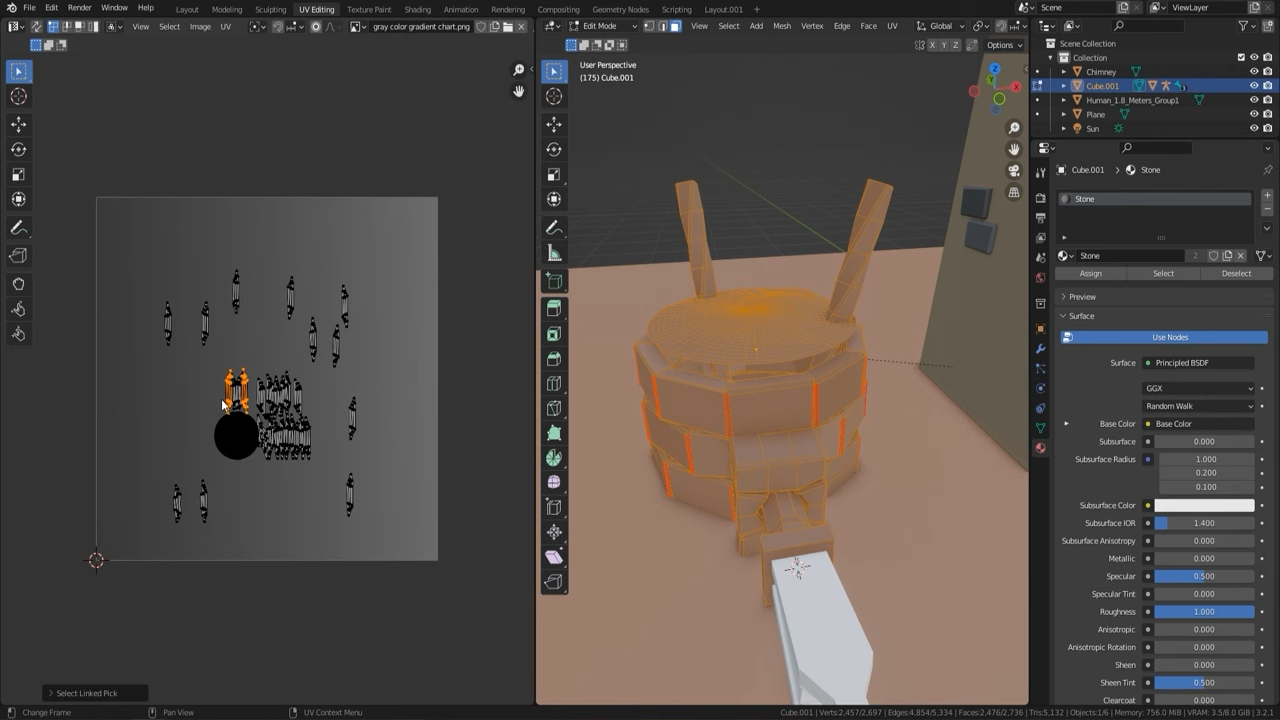 File Edit Render Window Help
Layout Modeling Sculpting UV Editing Texture Paint Shading Animation Rendering Compositing Geometry Nodes Scripting Layout.001 +
Scene
ViewLayer
View Select Image UV
gray color gradient chart.png
Edit Mode
View Select Add Mesh Vertex Edge Face UV
Global
X Y Z
Options
User Perspective
(175) Cube.001
Scene Collection
Collection
Chimney
Cube.001
Human_1.8_Meters_Group1
Plane
Sun
Cube.001 > Stone
Stone
Stone 2
Assign Select Deselect
Preview
Surface
Use Nodes
Surface Principled BSDF
GGX
Random Walk
Base Color Base Color
Subsurface 0.000
Subsurface Radius 1.000
0.200
0.100
Subsurface Color
Subsurface IOR 1.400
Subsurface Anisotropy 0.000
Metallic 0.000
Specular 0.500
Specular Tint 0.000
Roughness 1.000
Anisotropic 0.000
Anisotropic Rotation 0.000
Sheen 0.000
Sheen Tint 0.500
Clearcoat 0.000
Select Linked Pick
Change Frame Pan View UV Context Menu
Cube.001 | Verts:2,457/2,697 | Edges:4,854/5,334 | Faces:2,476/2,736 | Tris:5,132 | Objects:1/6 | Memory: 756.0 MiB | VRAM: 3.5/8.0 GiB | 3.2.1